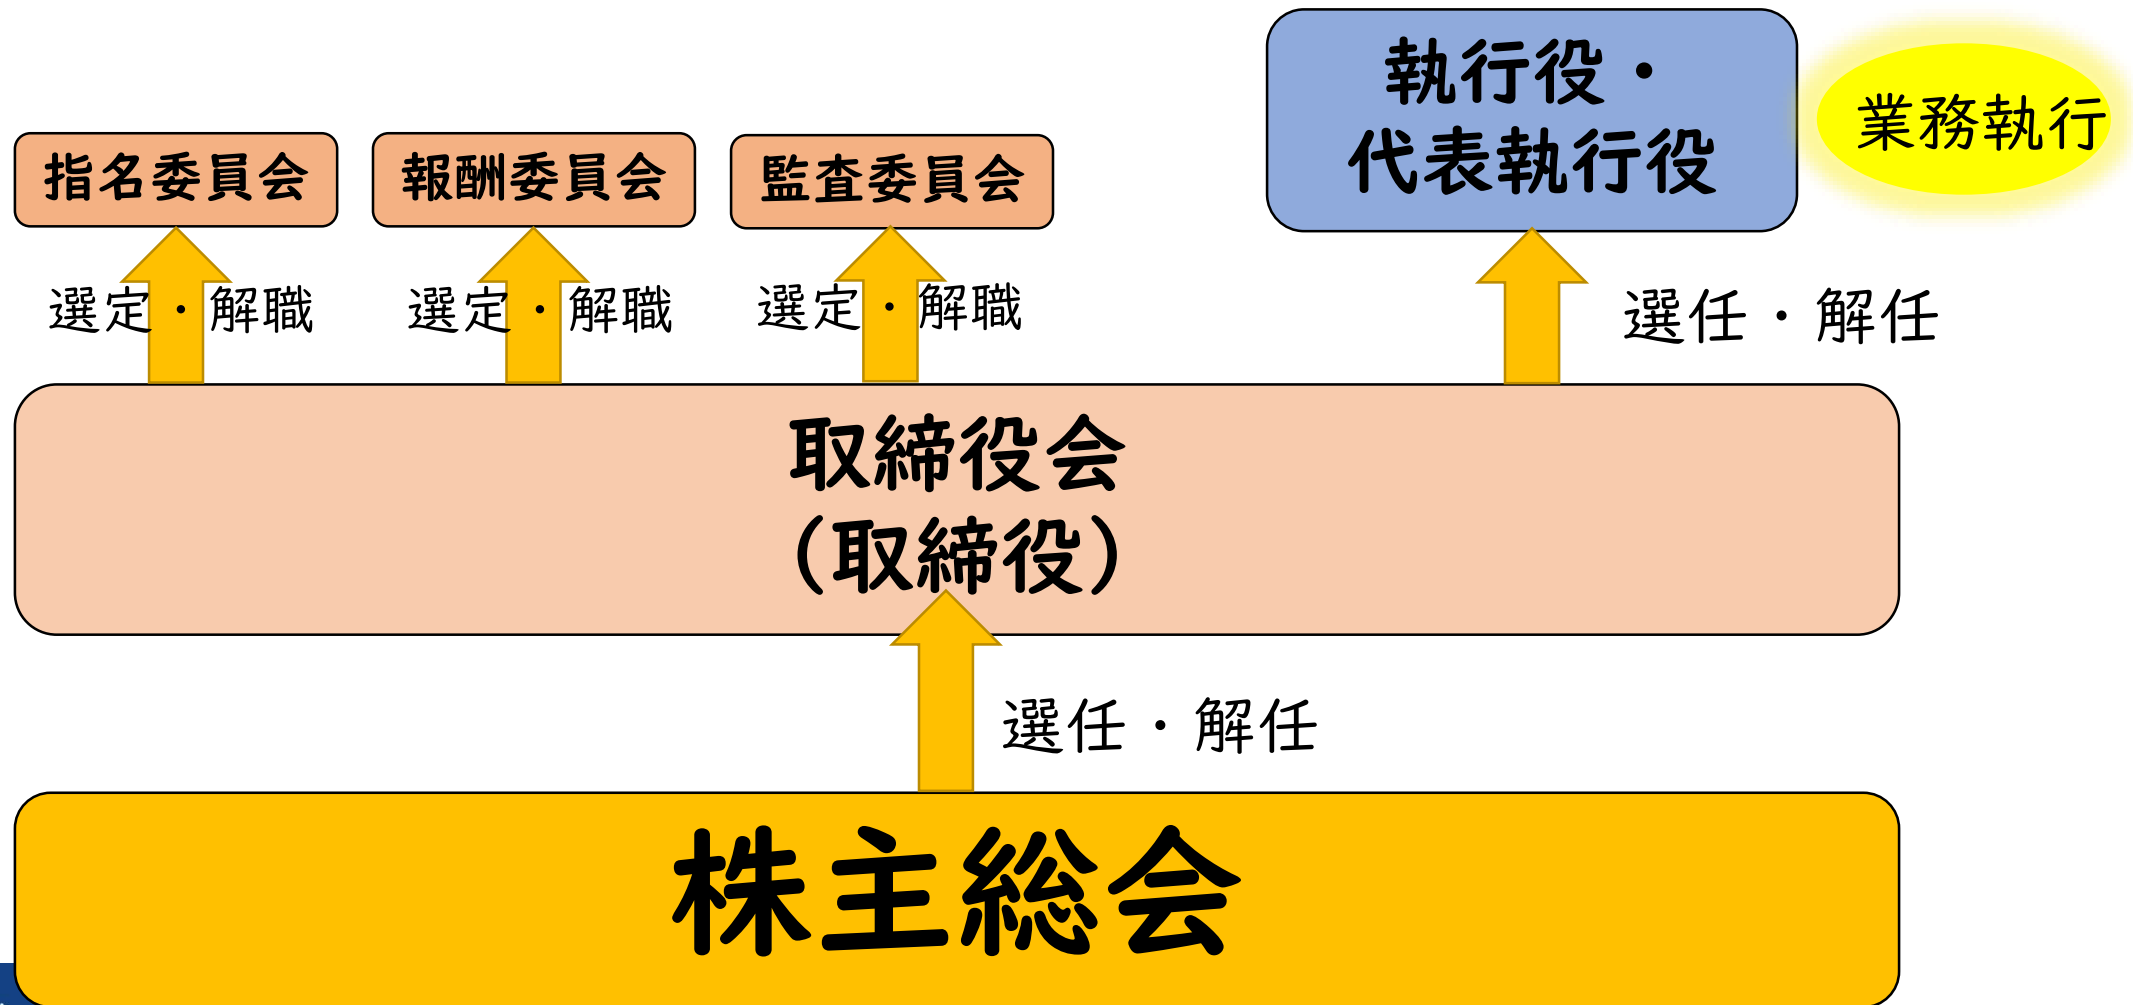 執行役・
代表執行役
業務執行
指名委員会
報酬委員会
監査委員会
選定・解職
選定・解職
選定・解職
選任・解任
取締役会
（取締役）
選任・解任
株主総会